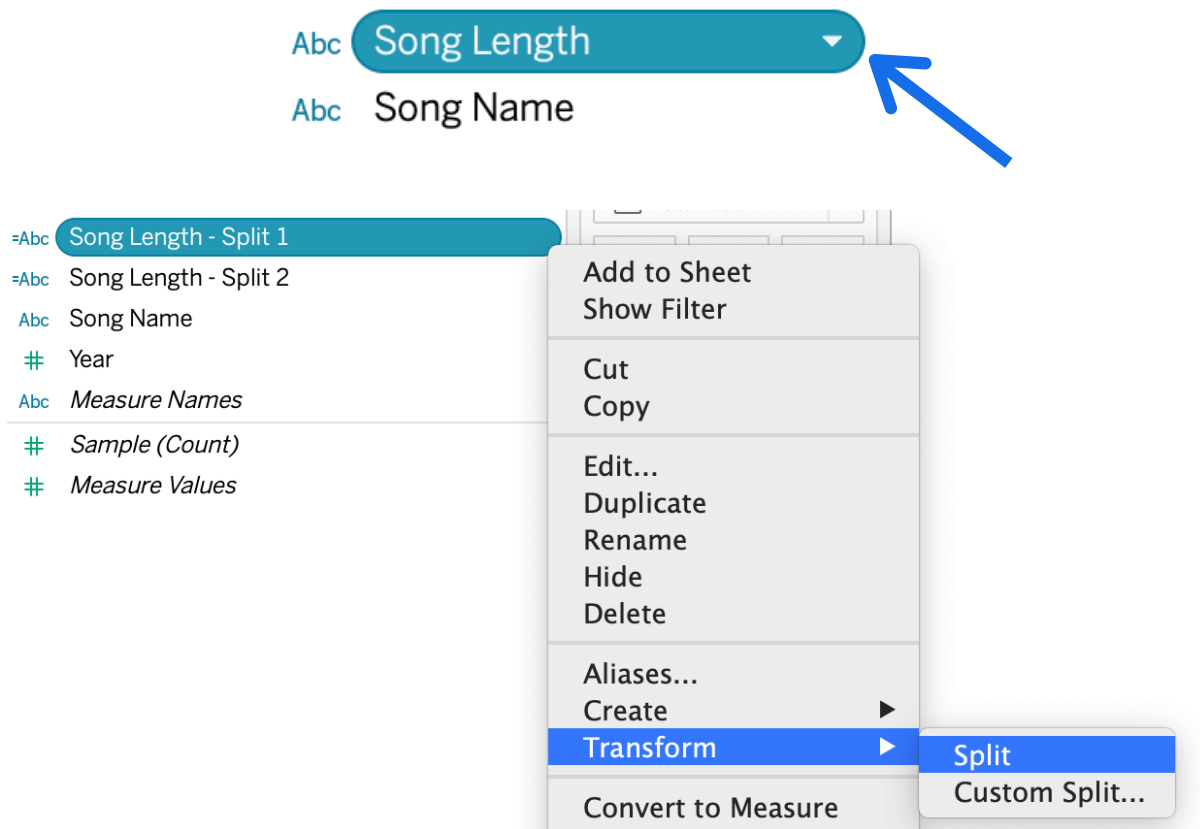 Abc Song Length
Abc Song Name
=Abc Song Length - Split 1
=Abc Song Length - Split 2
Abc Song Name
# Year
Abc Measure Names
# Sample (Count)
# Measure Values
Add to Sheet
Show Filter
Cut
Copy
Edit...
Duplicate
Rename
Hide
Delete
Aliases...
Create
Transform
Split
Custom Split...
Convert to Measure